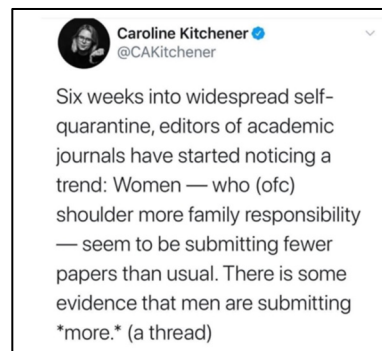 Caroline Kitchener
@CAKitchener
Six weeks into widespread self-
quarantine, editors of academic
journals have started noticing a
trend: Women — who (ofc)
shoulder more family responsibility
— seem to be submitting fewer
papers than usual. There is some
evidence that men are submitting
*more.* (a thread)